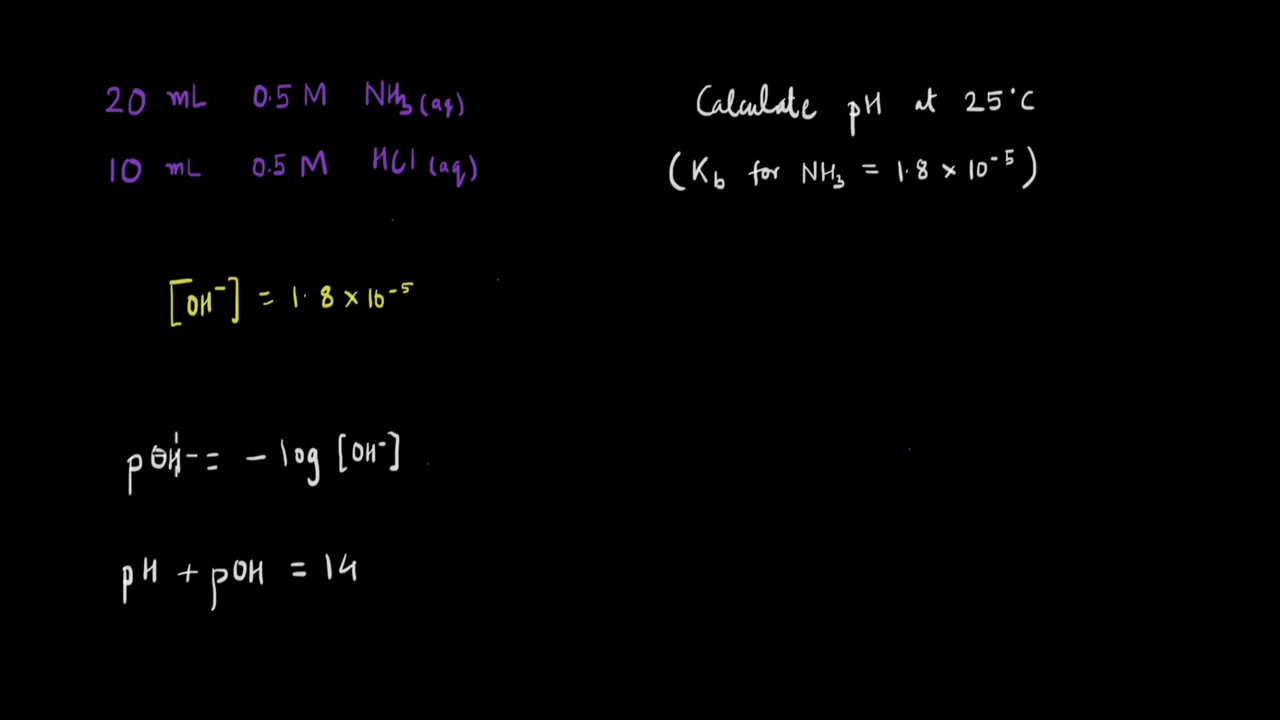 20 mL 0.5 M NH₃(aq)
10 mL 0.5 M HCl(aq)
Calculate pH at 25°C
(K_b for NH₃ = 1.8 × 10⁻⁵)
[OH⁻] = 1.8 × 10⁻⁵
pOH⁻ = - log [OH⁻]
pH + pOH = 14